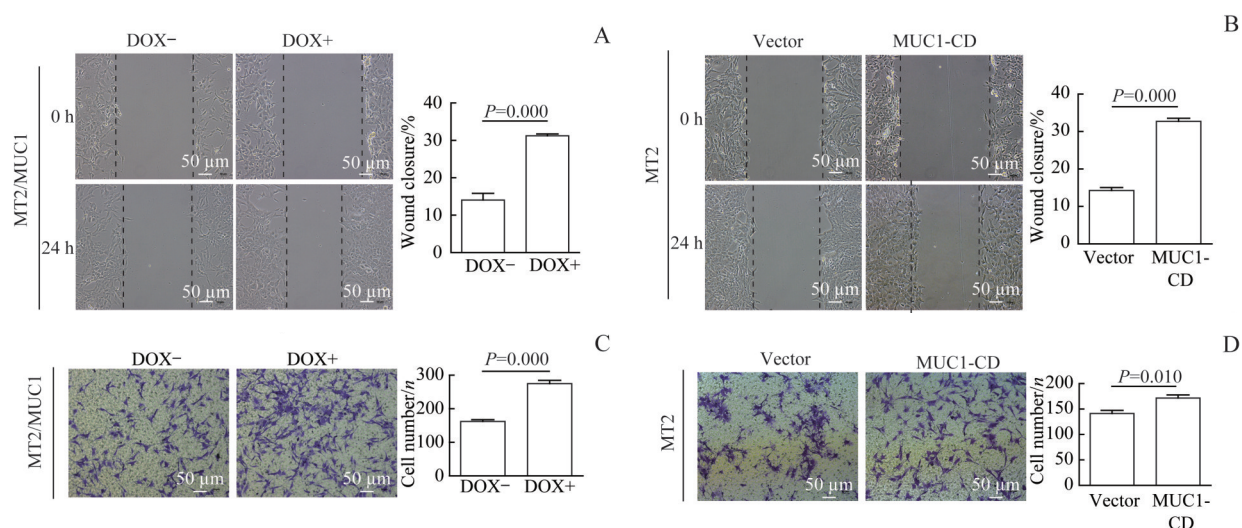 A
DOX− DOX+
MT2/MUC1
0 h
50 µm 50 µm
24 h
50 µm 50 µm
Wound closure/%
40
30
20
10
0
P=0.000
DOX− DOX+
B
Vector MUC1-CD
MT2
0 h
50 µm 50 µm
24 h
50 µm 50 µm
Wound closure/%
40
30
20
10
0
P=0.000
Vector MUC1-
CD
C
DOX− DOX+
MT2/MUC1
50 µm 50 µm
Cell number/n
360
270
180
90
0
P=0.000
DOX− DOX+
D
Vector MUC1-CD
MT2
50 µm 50 µm
Cell number/n
200
150
100
50
0
P=0.010
Vector MUC1-
CD